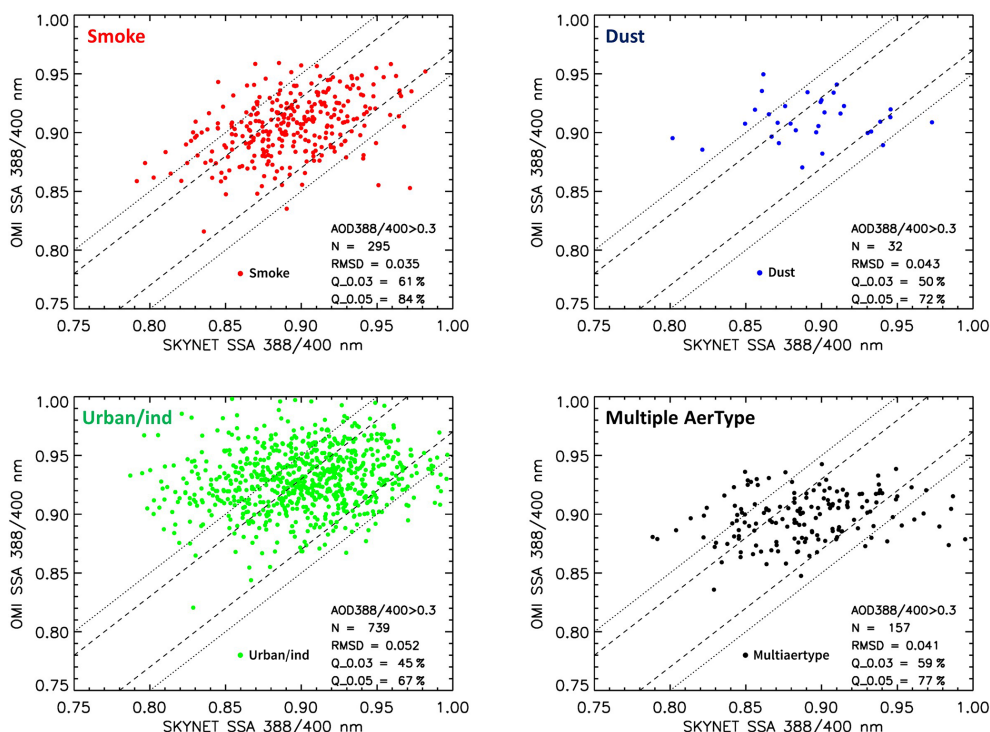 Smoke
1.00
0.95
0.90
0.85
0.80
0.75
OMI SSA 388/400 nm
AOD388/400>0.3
N = 295
RMSD = 0.035
Q_0.03 = 61%
Q_0.05 = 84%
Smoke
0.75 0.80 0.85 0.90 0.95 1.00
SKYNET SSA 388/400 nm
Dust
1.00
0.95
0.90
0.85
0.80
0.75
OMI SSA 388/400 nm
AOD388/400>0.3
N = 32
RMSD = 0.043
Q_0.03 = 50%
Q_0.05 = 72%
Dust
0.75 0.80 0.85 0.90 0.95 1.00
SKYNET SSA 388/400 nm
Urban/ind
1.00
0.95
0.90
0.85
0.80
0.75
OMI SSA 388/400 nm
AOD388/400>0.3
N = 739
RMSD = 0.052
Q_0.03 = 45%
Q_0.05 = 67%
Urban/ind
0.75 0.80 0.85 0.90 0.95 1.00
SKYNET SSA 388/400 nm
Multiple AerType
1.00
0.95
0.90
0.85
0.80
0.75
OMI SSA 388/400 nm
AOD388/400>0.3
N = 157
RMSD = 0.041
Q_0.03 = 59%
Q_0.05 = 77%
Multiaertype
0.75 0.80 0.85 0.90 0.95 1.00
SKYNET SSA 388/400 nm